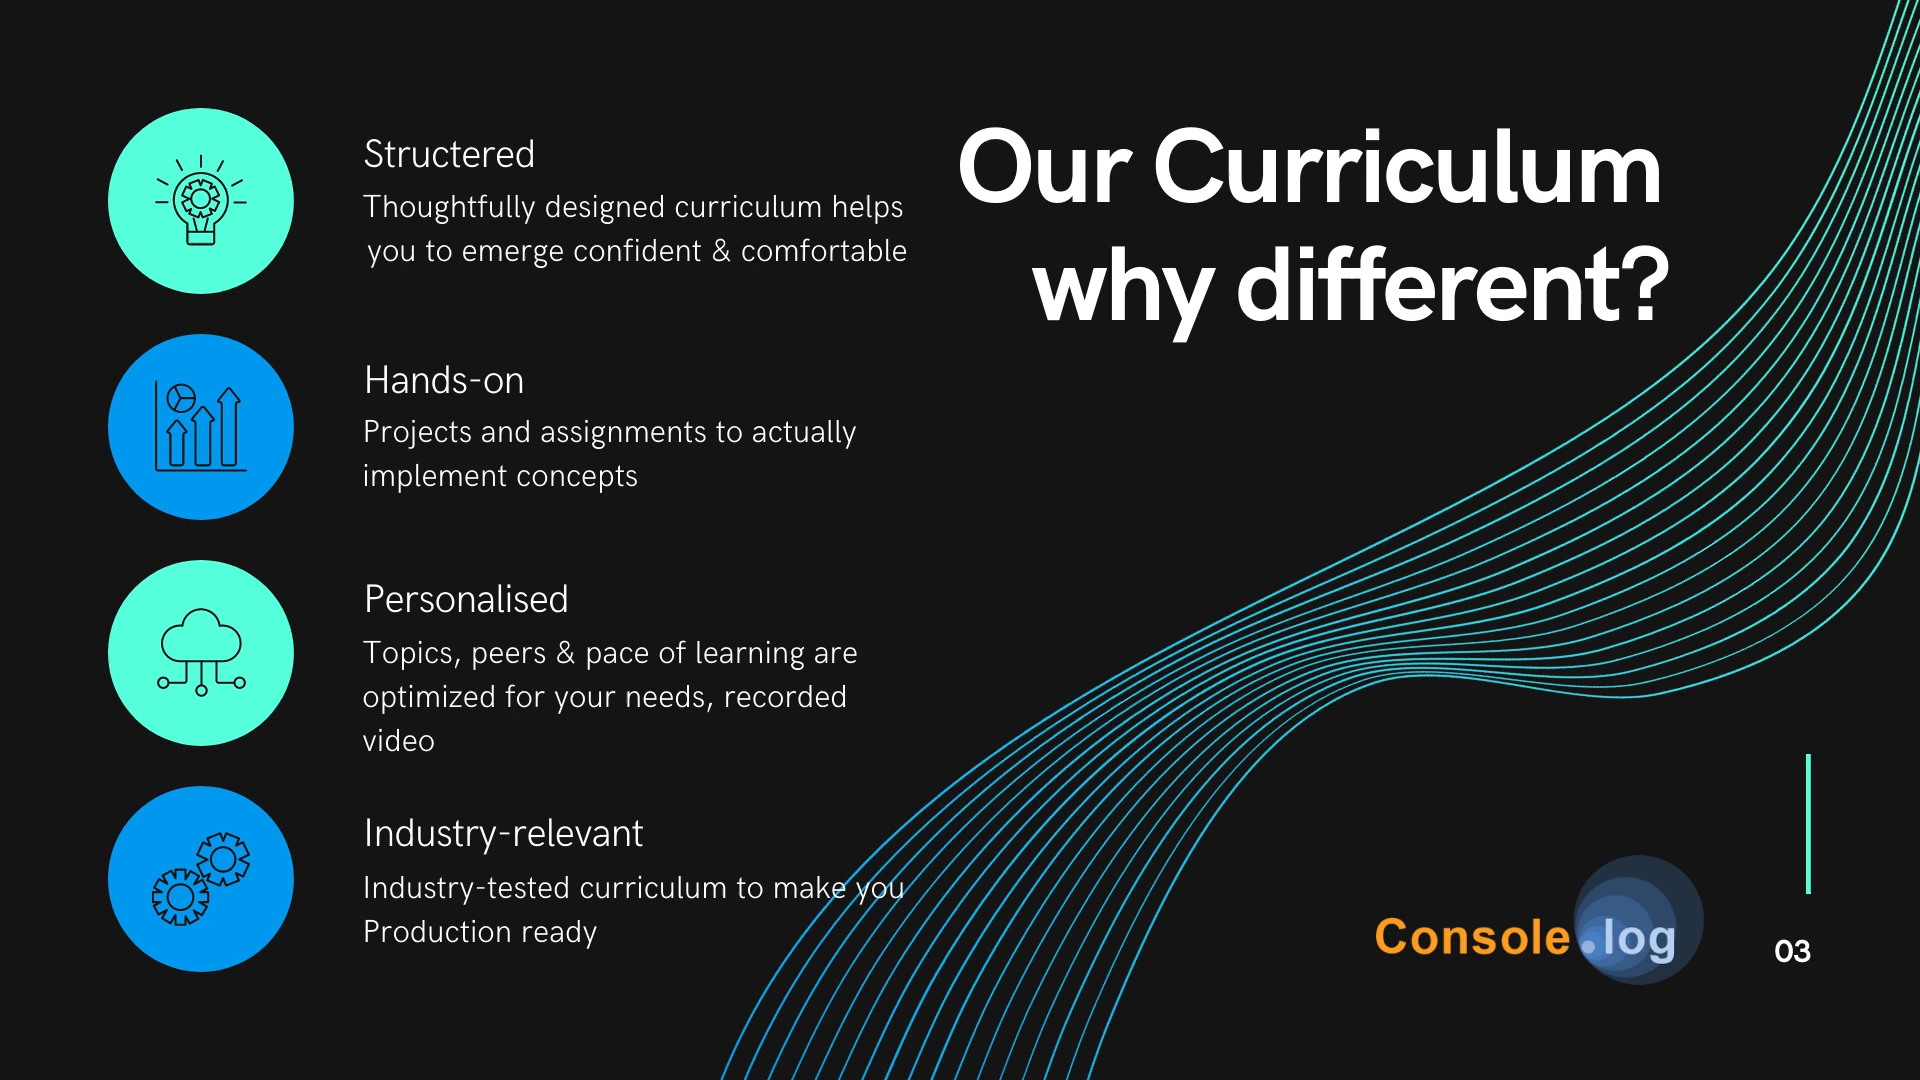 Our Curriculum
why different?
Structered
Thoughtfully designed curriculum helps
you to emerge confident & comfortable
Hands-on
Projects and assignments to actually
implement concepts
Personalised
Topics, peers & pace of learning are
optimized for your needs, recorded
video
Industry-relevant
Industry-tested curriculum to make you
Production ready
Console.log
03